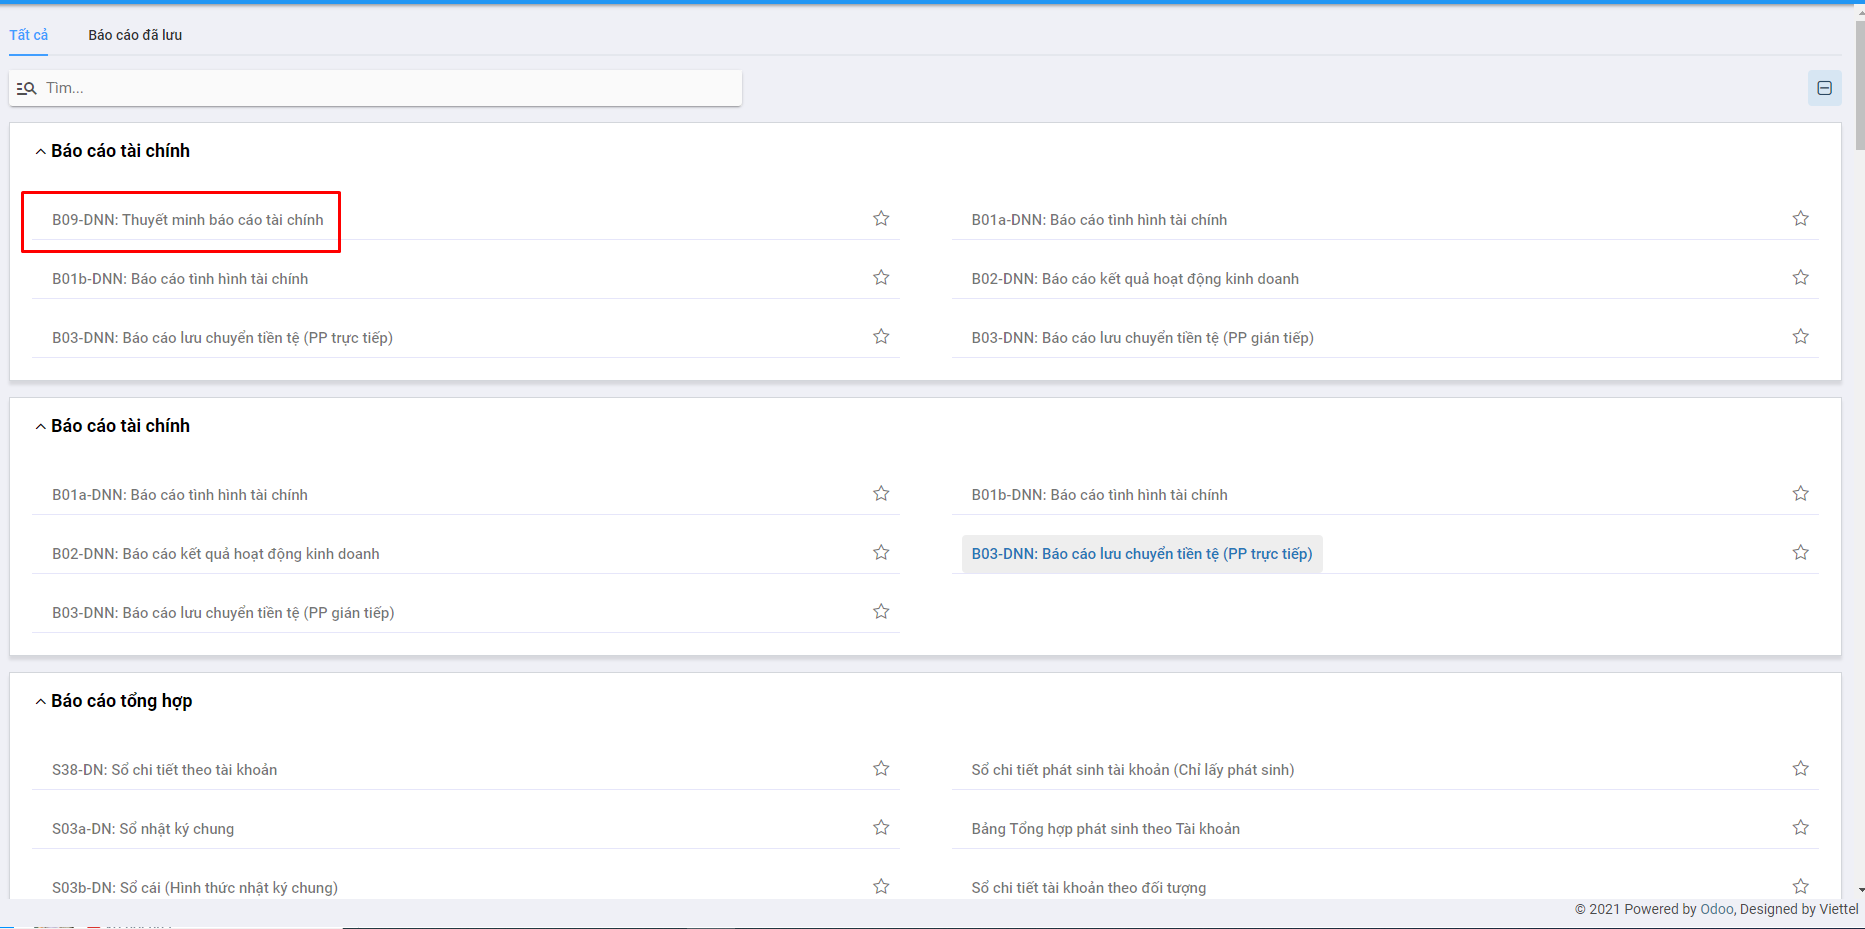 Tất cả
Báo cáo đã lưu
Tìm...
Báo cáo tài chính
B09-DNN: Thuyết minh báo cáo tài chính
B01a-DNN: Báo cáo tình hình tài chính
B01b-DNN: Báo cáo tình hình tài chính
B02-DNN: Báo cáo kết quả hoạt động kinh doanh
B03-DNN: Báo cáo lưu chuyển tiền tệ (PP trực tiếp)
B03-DNN: Báo cáo lưu chuyển tiền tệ (PP gián tiếp)
Báo cáo tài chính
B01a-DNN: Báo cáo tình hình tài chính
B01b-DNN: Báo cáo tình hình tài chính
B02-DNN: Báo cáo kết quả hoạt động kinh doanh
B03-DNN: Báo cáo lưu chuyển tiền tệ (PP trực tiếp)
B03-DNN: Báo cáo lưu chuyển tiền tệ (PP gián tiếp)
Báo cáo tổng hợp
S38-DN: Sổ chi tiết theo tài khoản
Sổ chi tiết phát sinh tài khoản (Chỉ lấy phát sinh)
S03a-DN: Sổ nhật ký chung
Bảng Tổng hợp phát sinh theo Tài khoản
S03b-DN: Sổ cái (Hình thức nhật ký chung)
Sổ chi tiết tài khoản theo đối tượng
© 2021 Powered by Odoo, Designed by Viettel